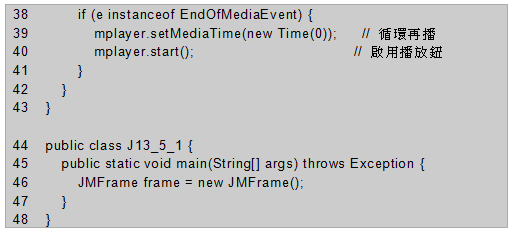 38 if (e instanceof EndOfMediaEvent) {
39 mplayer.setMediaTime(new Time(0)); // 循環再播
40 mplayer.start(); // 啟用播放鈕
41 }
42 }
43 }
44 public class J13_5_1 {
45 public static void main(String[] args) throws Exception {
46 JMFrame frame = new JMFrame();
47 }
48 }